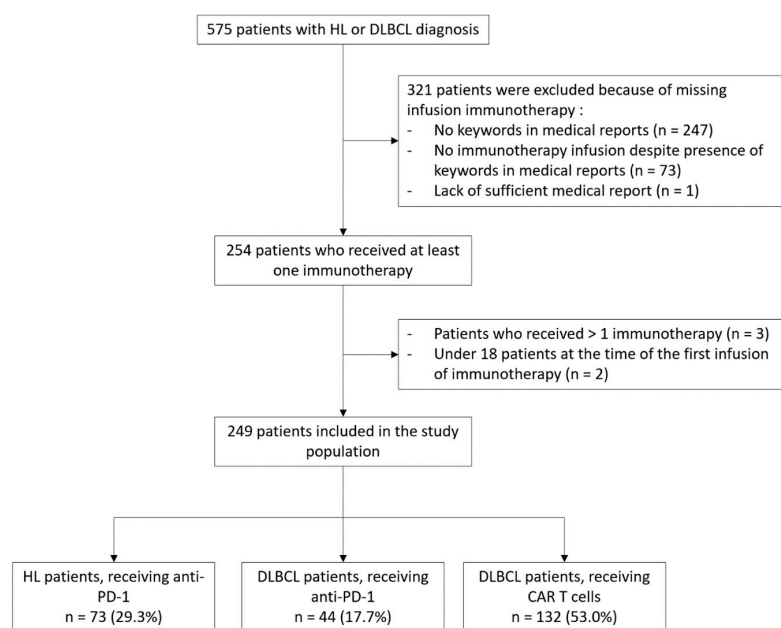 575 patients with HL or DLBCL diagnosis
321 patients were excluded because of missing
infusion immunotherapy :
- No keywords in medical reports (n = 247)
- No immunotherapy infusion despite presence of
keywords in medical reports (n = 73)
- Lack of sufficient medical report (n = 1)
254 patients who received at least
one immunotherapy
- Patients who received > 1 immunotherapy (n = 3)
- Under 18 patients at the time of the first infusion
of immunotherapy (n = 2)
249 patients included in the study
population
HL patients, receiving anti-
PD-1
n = 73 (29.3%)
DLBCL patients, receiving
anti-PD-1
n = 44 (17.7%)
DLBCL patients, receiving
CAR T cells
n = 132 (53.0%)